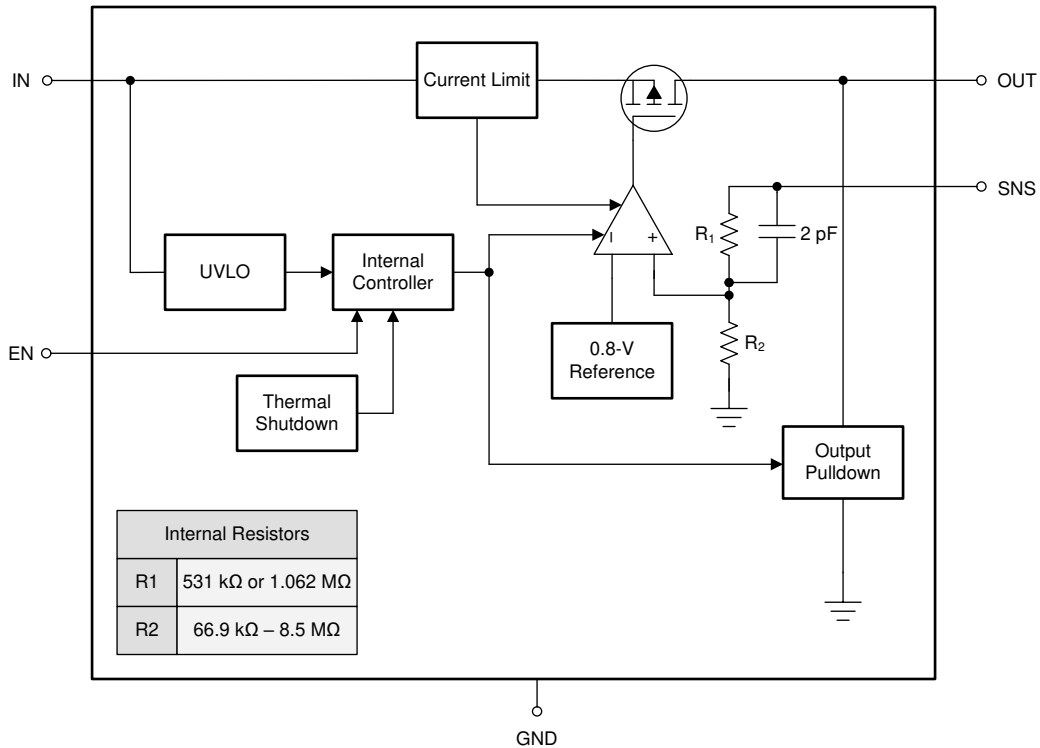 IN
Current Limit
OUT
SNS
R1
2 pF
UVLO
Internal
Controller
EN
0.8-V
Reference
R2
Thermal
Shutdown
Output
Pulldown
Internal Resistors
R1 531 kΩ or 1.062 MΩ
R2 66.9 kΩ – 8.5 MΩ
GND